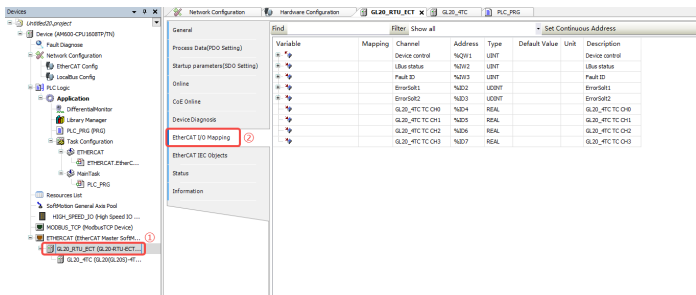 Devices
Untitled20.project
Device (AM600-CPU1608TP/TN)
Fault Diagnose
Network Configuration
EtherCAT Config
LocalBus Config
PLC Logic
Application
DifferentialMonitor
Library Manager
PLC_PRG (PRG)
Task Configuration
ETHERCAT
ETHERCAT.EtherC...
MainTask
PLC_PRG
Resources List
SoftMotion General Axis Pool
HIGH_SPEED_IO (High Speed IO ...
MODBUS_TCP (ModbusTCP Device)
ETHERCAT (EtherCAT Master SoftM... ①
GL20_RTU_ECT (GL20-RTU-ECT...
GL20_4TC (GL20(GL20S)-4T...
Network Configuration Hardware Configuration GL20_RTU_ECT X GL20_4TC PLC_PRG
General
Process Data(PDO Setting)
Startup parameters(SDO Setting)
Online
CoE Online
Device Diagnosis
EtherCAT I/O Mapping ②
EtherCAT IEC Objects
Status
Information
Find Filter Show all Set Continuous Address
Variable Mapping Channel Address Type Default Value Unit Description
Device control %QW1 UINT Device control
LBus status %IW2 UINT LBus status
Fault ID %IW3 UINT Fault ID
ErrorSolt1 %ID2 UDINT ErrorSolt1
ErrorSolt2 %ID3 UDINT ErrorSolt2
GL20_4TC TC CH0 %ID4 REAL GL20_4TC TC CH0
GL20_4TC TC CH1 %ID5 REAL GL20_4TC TC CH1
GL20_4TC TC CH2 %ID6 REAL GL20_4TC TC CH2
GL20_4TC TC CH3 %ID7 REAL GL20_4TC TC CH3